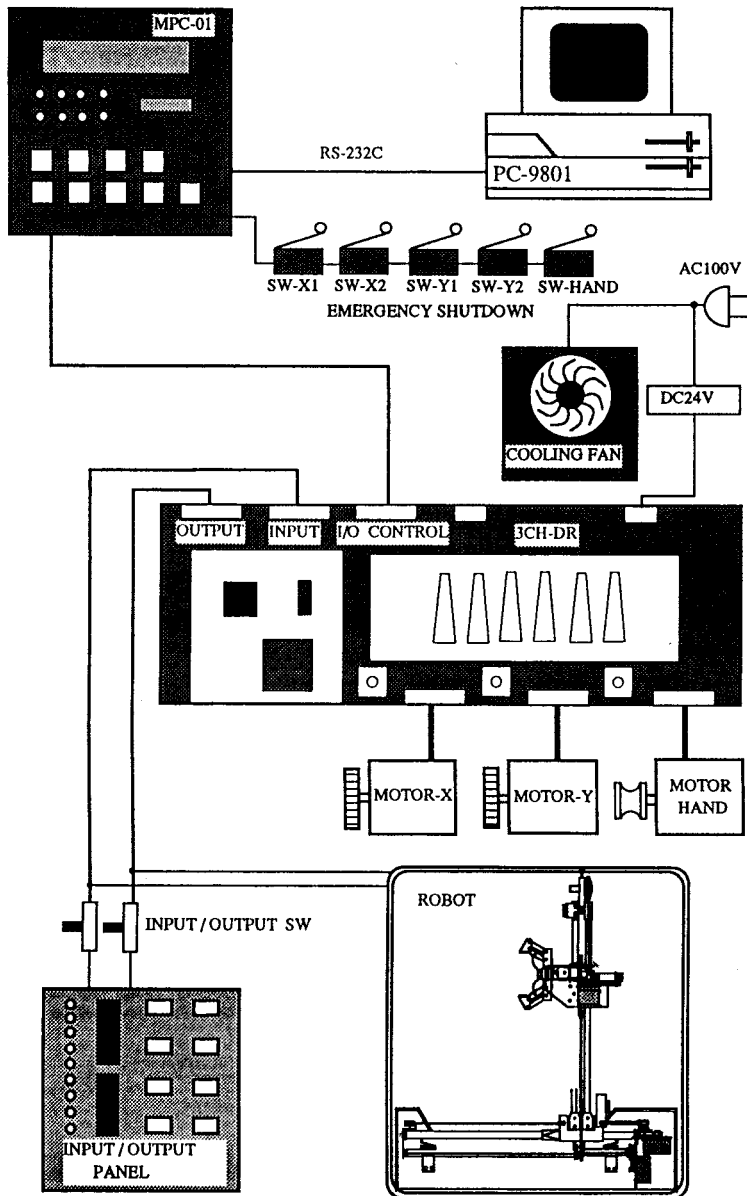 MPC-01
RS-232C
PC-9801
SW-X1 SW-X2 SW-Y1 SW-Y2 SW-HAND
EMERGENCY SHUTDOWN
AC100V
DC24V
COOLING FAN
OUTPUT INPUT I/O CONTROL 3CH-DR
MOTOR-X MOTOR-Y MOTOR
HAND
ROBOT
INPUT / OUTPUT SW
INPUT / OUTPUT
PANEL